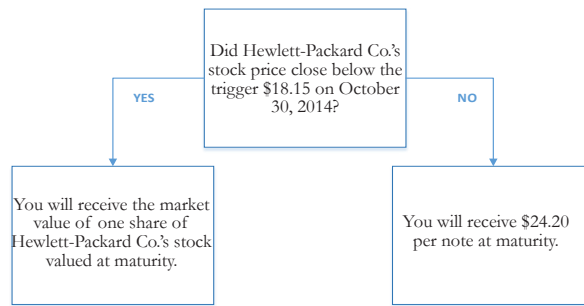 Did Hewlett-Packard Co.'s
stock price close below the
trigger $18.15 on October
30, 2014?
YES
NO
You will receive the market
value of one share of
Hewlett-Packard Co.'s stock
valued at maturity.
You will receive $24.20
per note at maturity.